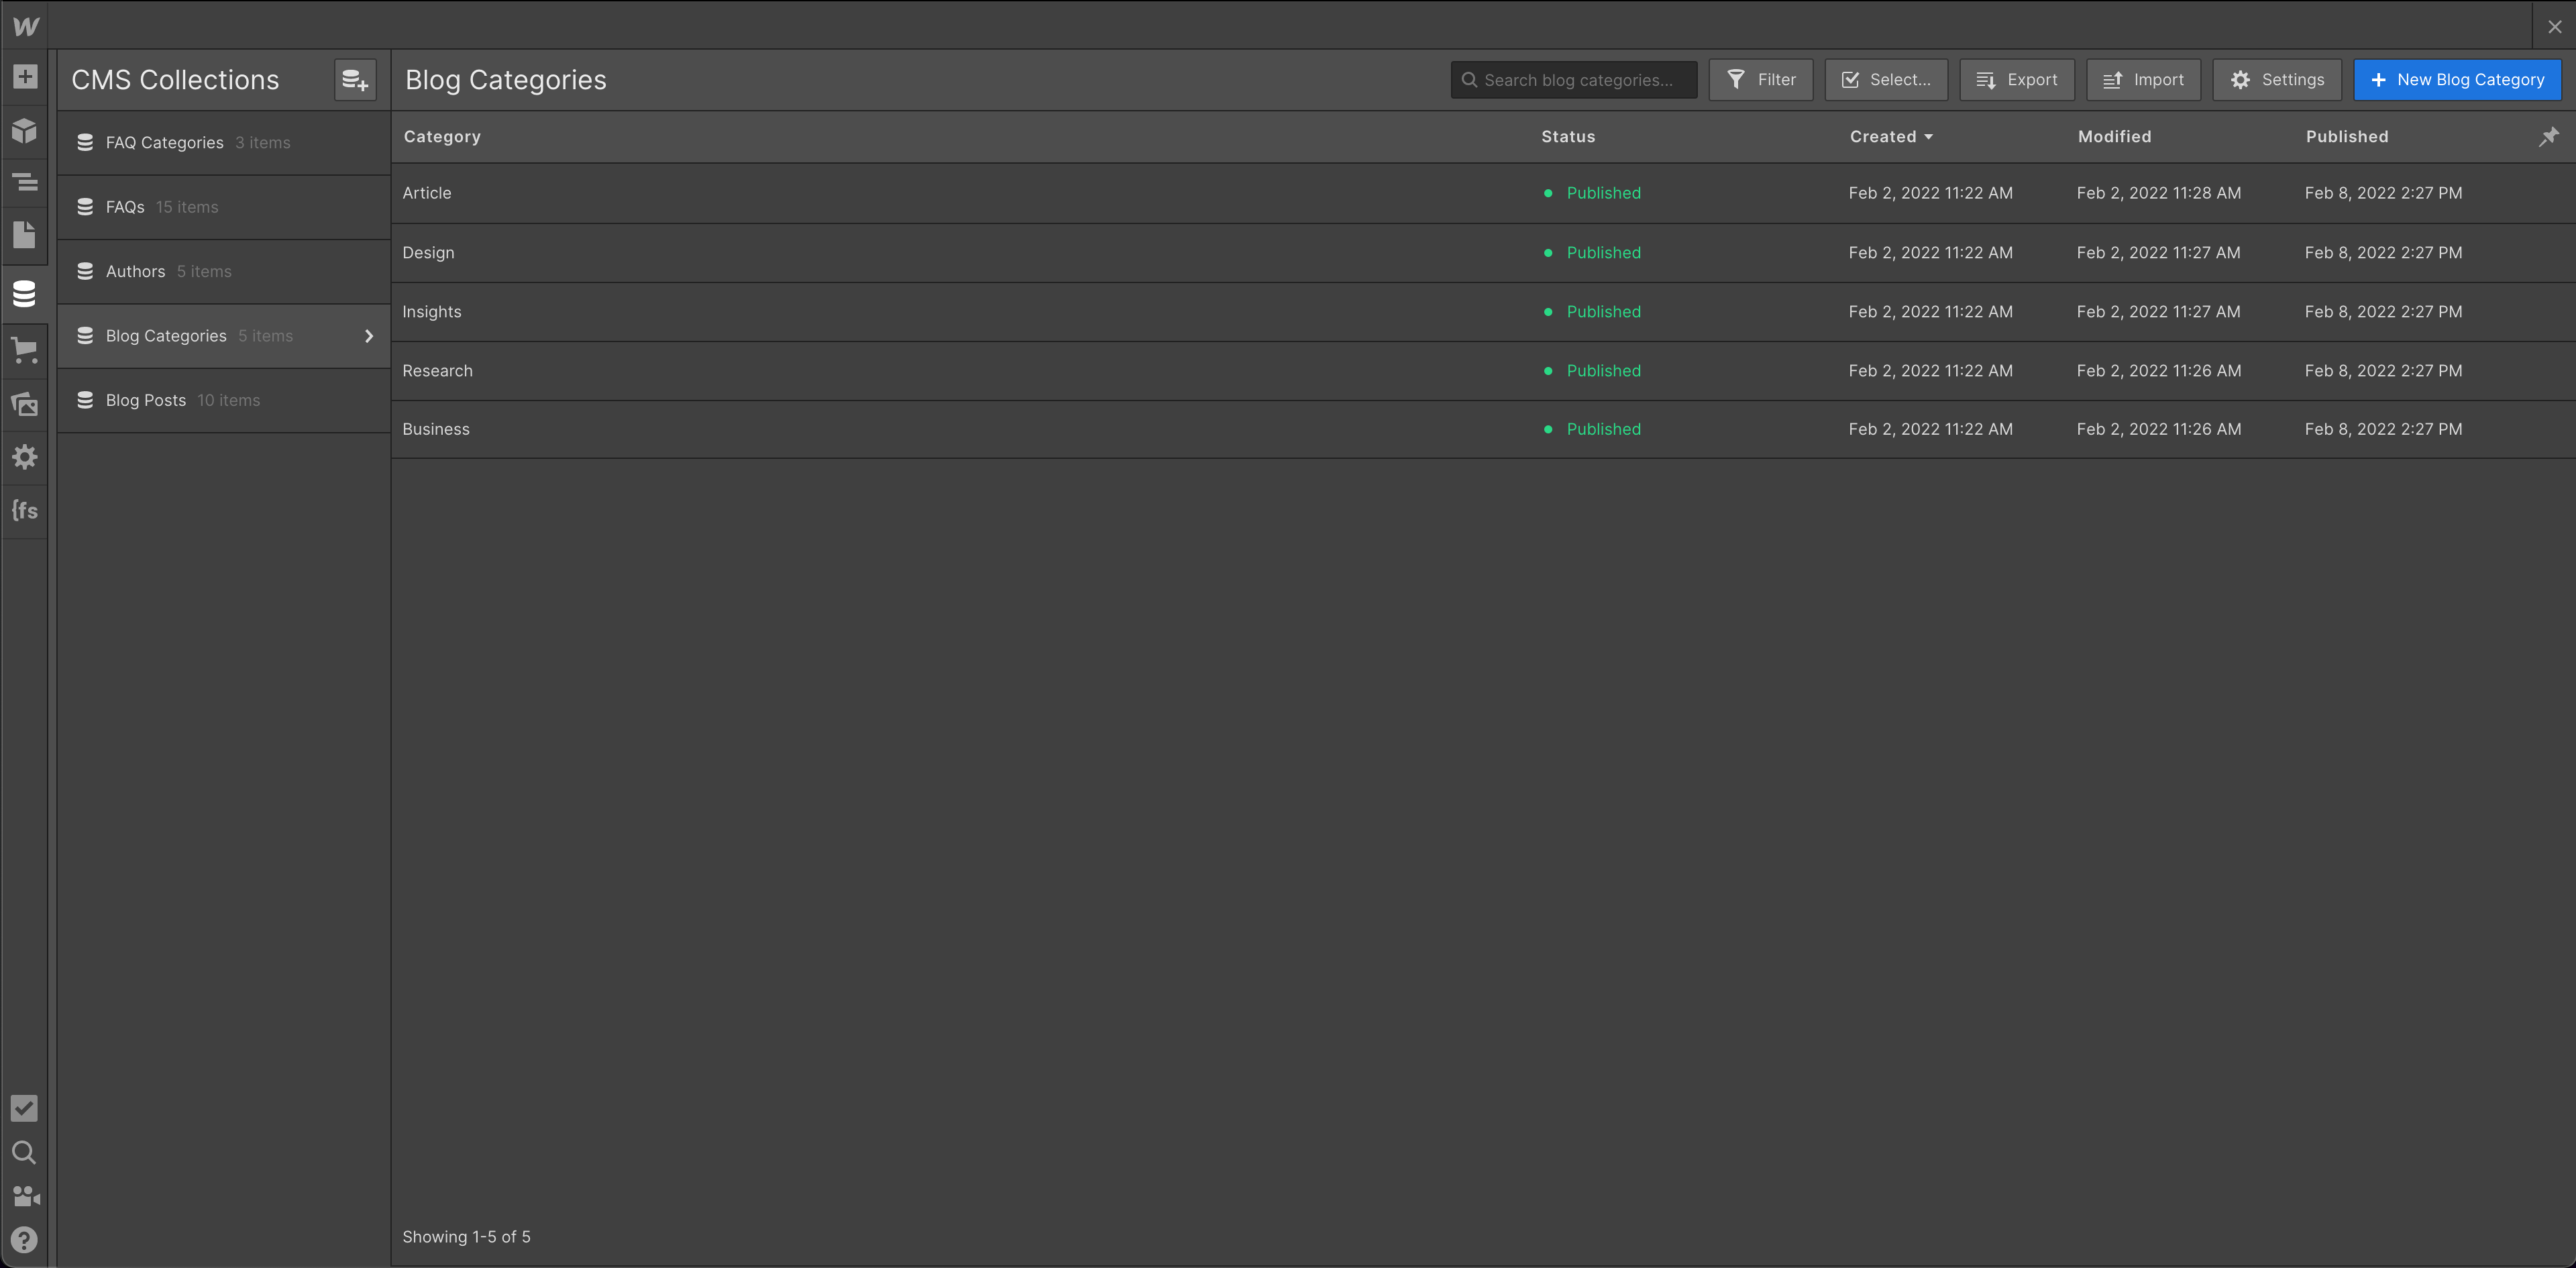 CMS Collections
Blog Categories
Search blog categories...
Filter
Select...
Export
Import
Settings
New Blog Category
FAQ Categories 3 items
FAQs 15 items
Authors 5 items
Blog Categories 5 items
Blog Posts 10 items
{fs
Category Status Created Modified Published
Article Published Feb 2, 2022 11:22 AM Feb 2, 2022 11:28 AM Feb 8, 2022 2:27 PM
Design Published Feb 2, 2022 11:22 AM Feb 2, 2022 11:27 AM Feb 8, 2022 2:27 PM
Insights Published Feb 2, 2022 11:22 AM Feb 2, 2022 11:27 AM Feb 8, 2022 2:27 PM
Research Published Feb 2, 2022 11:22 AM Feb 2, 2022 11:26 AM Feb 8, 2022 2:27 PM
Business Published Feb 2, 2022 11:22 AM Feb 2, 2022 11:26 AM Feb 8, 2022 2:27 PM
Showing 1-5 of 5